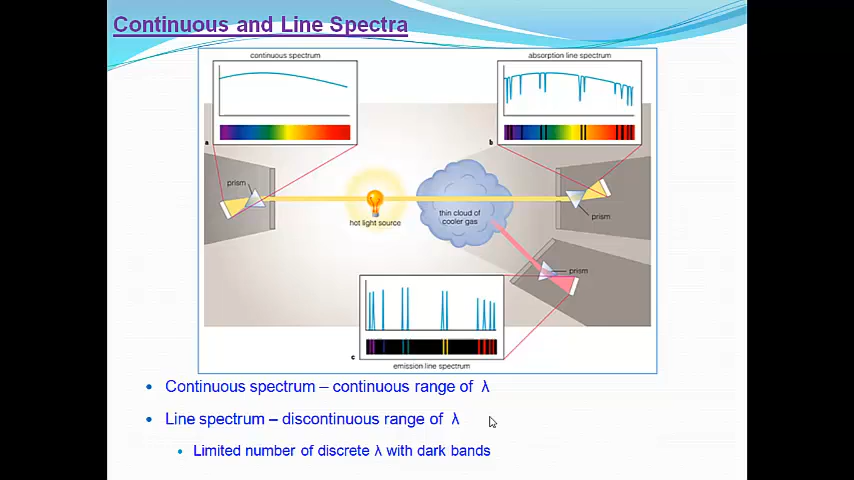 Continuous and Line Spectra
continuous spectrum
absorption line spectrum
a
b
prism
hot light source
thin cloud of
cooler gas
prism
prism
c
emission line spectrum
• Continuous spectrum – continuous range of λ
• Line spectrum – discontinuous range of λ
• Limited number of discrete λ with dark bands